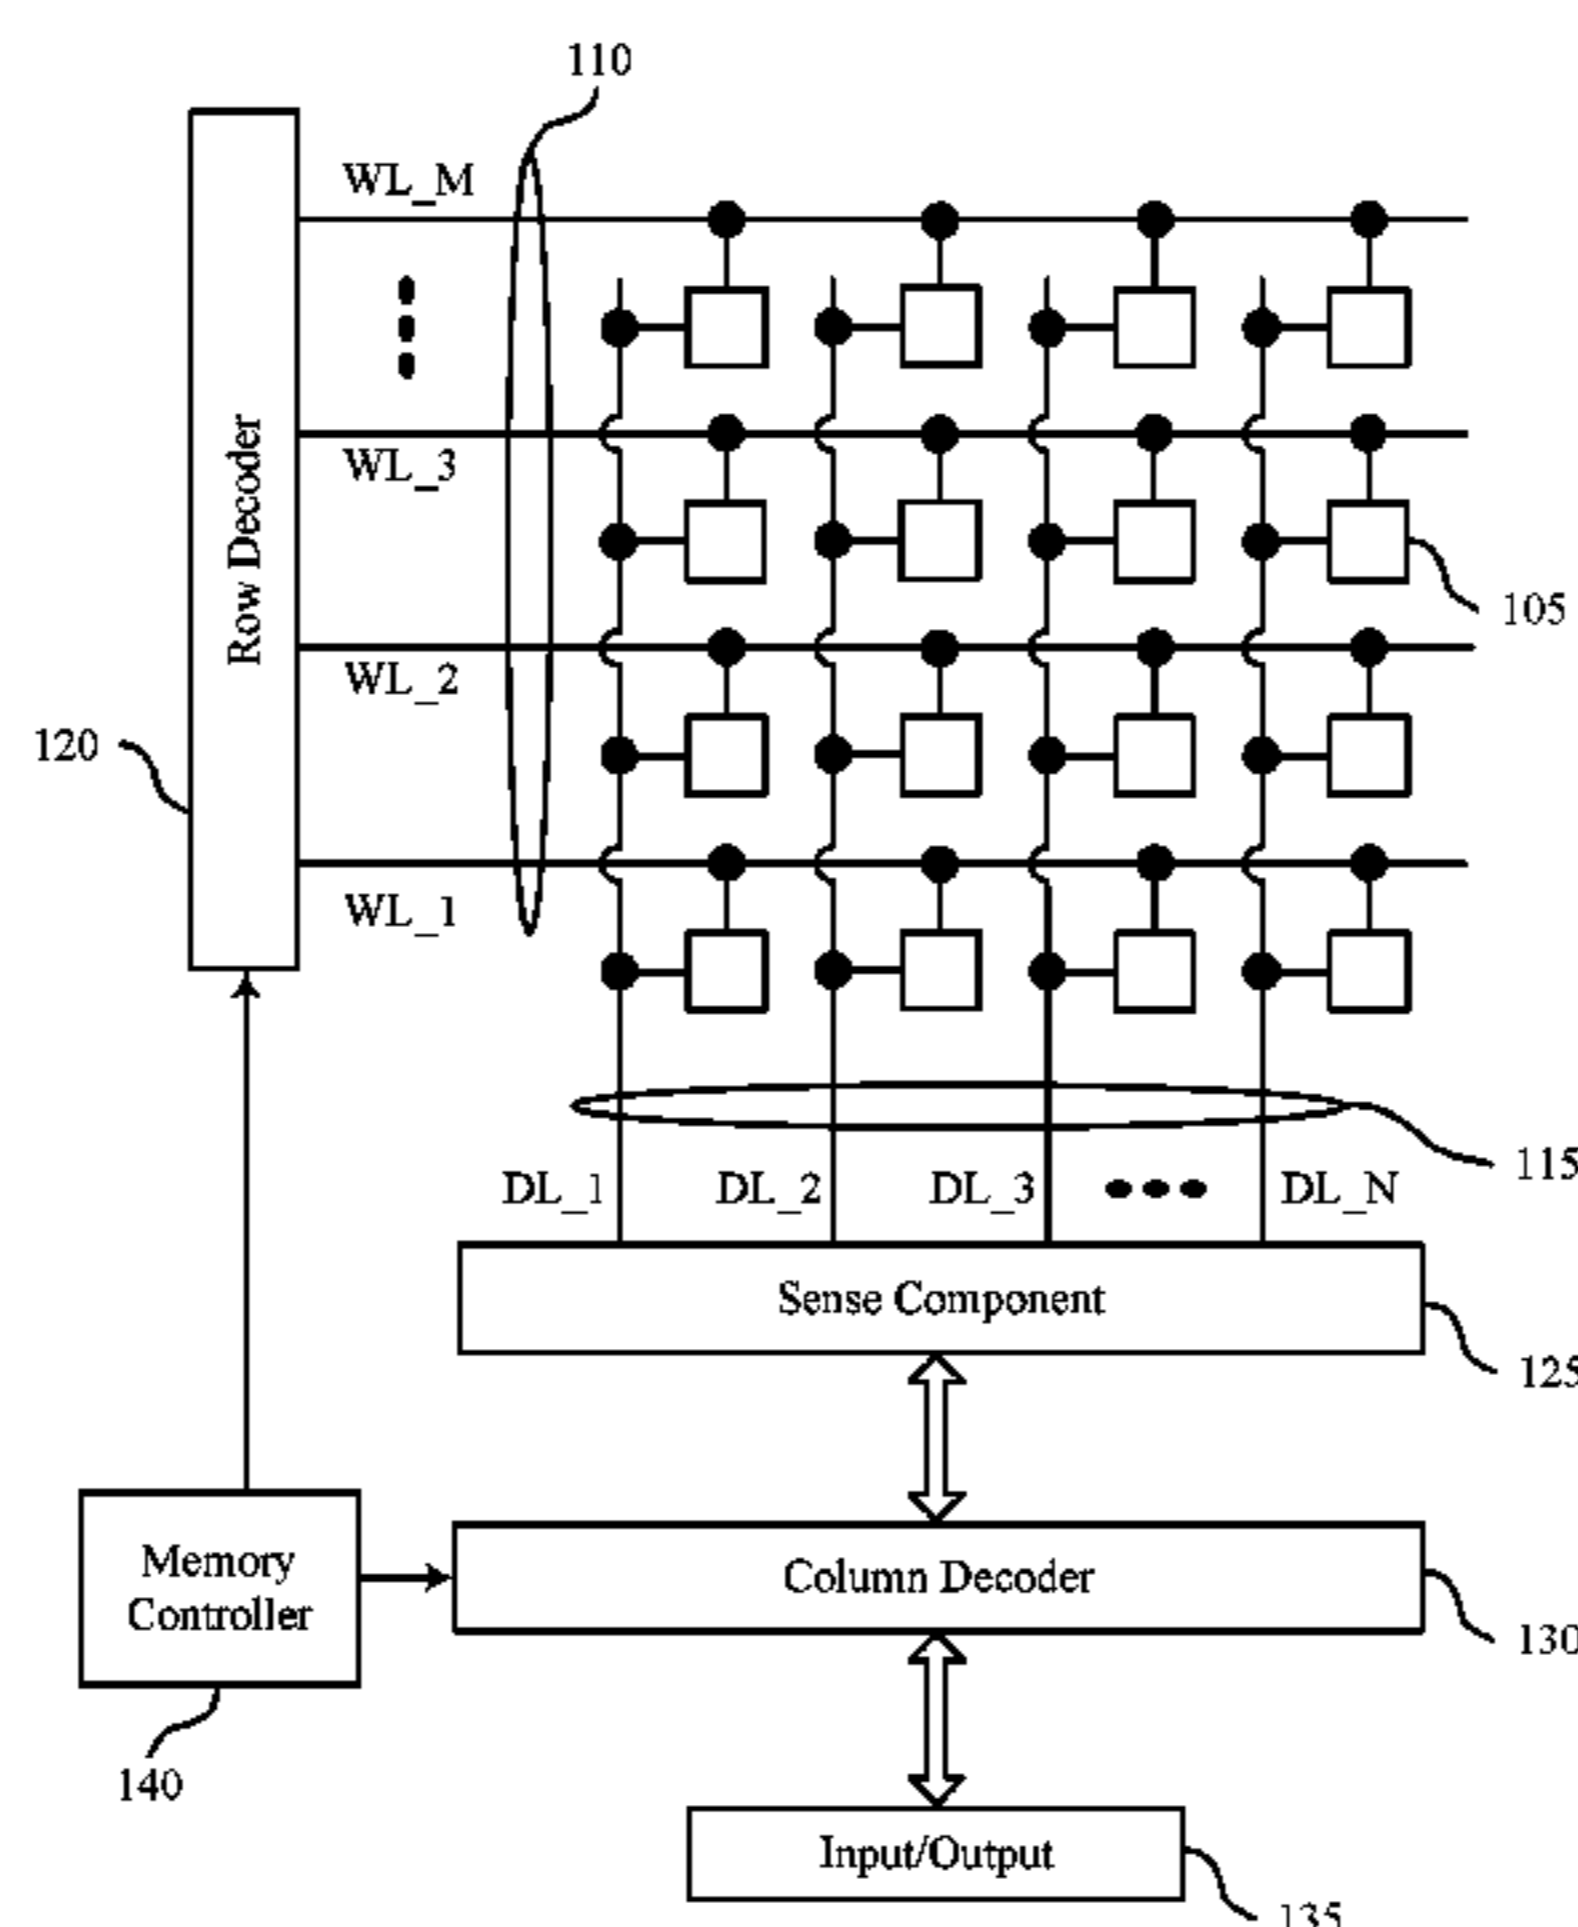 110
WL_M
WL_3
Row Decoder
105
WL_2
120
WL_1
115
DL_1 DL_2 DL_3 DL_N
Sense Component
125
Memory
Controller
Column Decoder
130
140
Input/Output
135